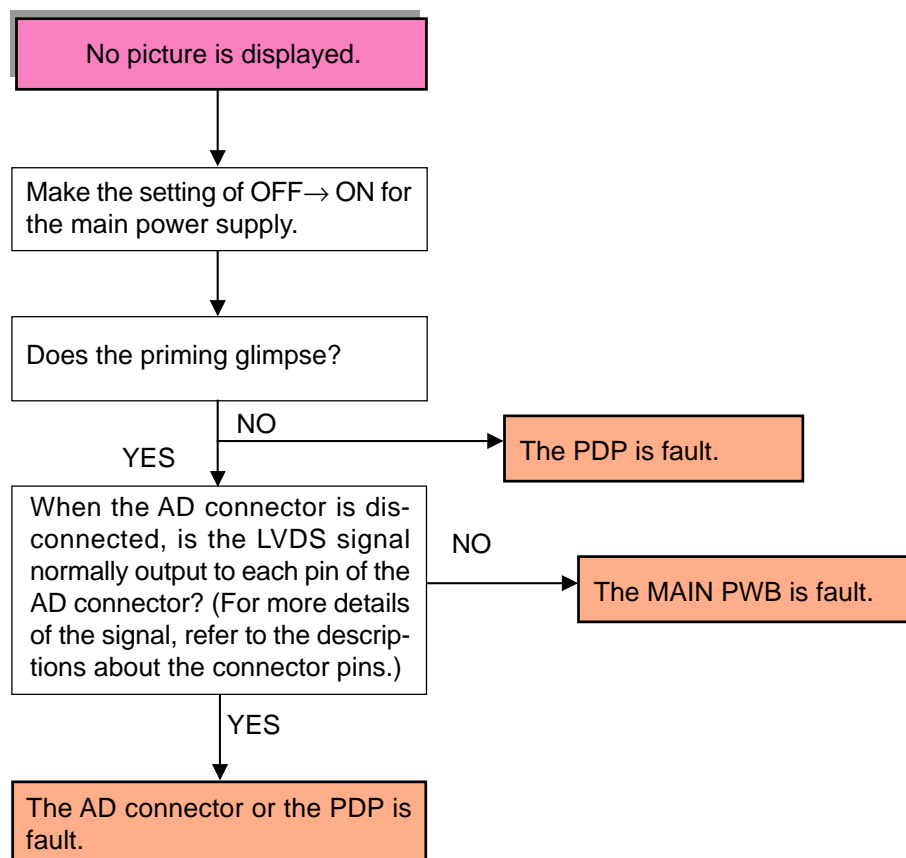 No picture is displayed.
Make the setting of OFF→ ON for
the main power supply.
Does the priming glimpse?
NO
YES
The PDP is fault.
When the AD connector is dis-
connected, is the LVDS signal
normally output to each pin of the
AD connector? (For more details
of the signal, refer to the descrip-
tions about the connector pins.)
NO
The MAIN PWB is fault.
YES
The AD connector or the PDP is
fault.